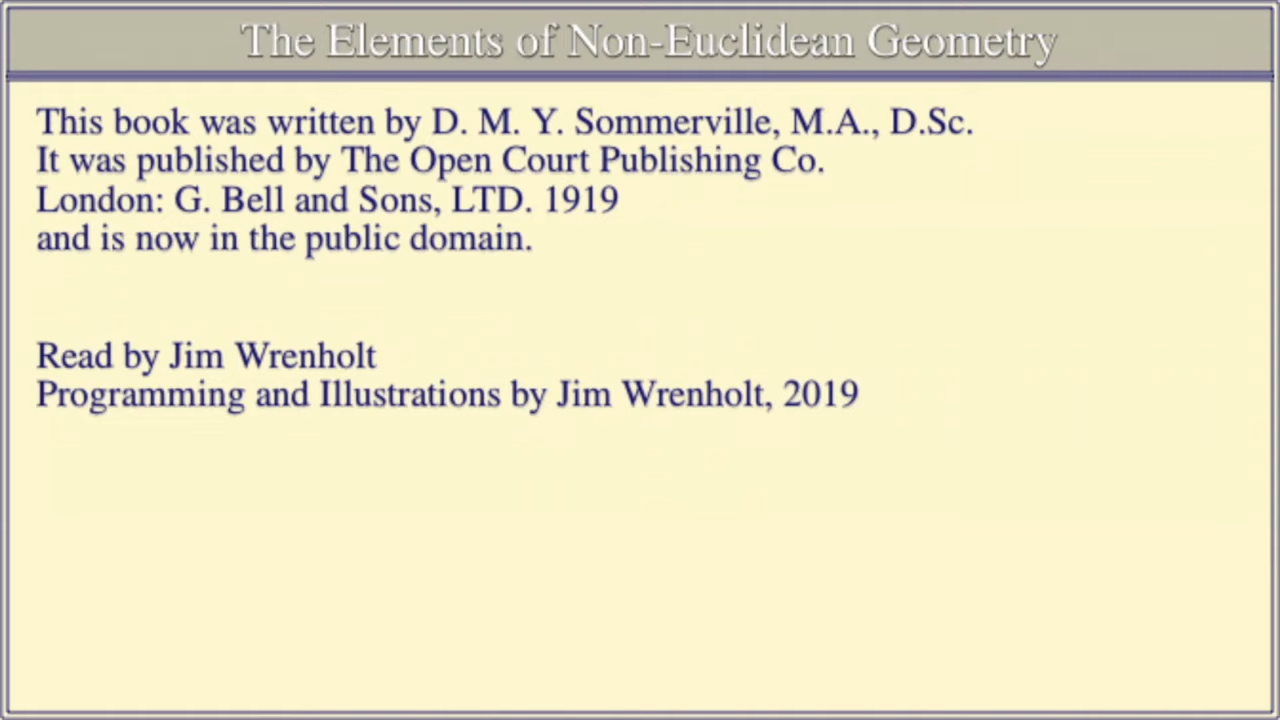 The Elements of Non-Euclidean Geometry
This book was written by D. M. Y. Sommerville, M.A., D.Sc.
It was published by The Open Court Publishing Co.
London: G. Bell and Sons, LTD. 1919
and is now in the public domain.
Read by Jim Wrenholt
Programming and Illustrations by Jim Wrenholt, 2019